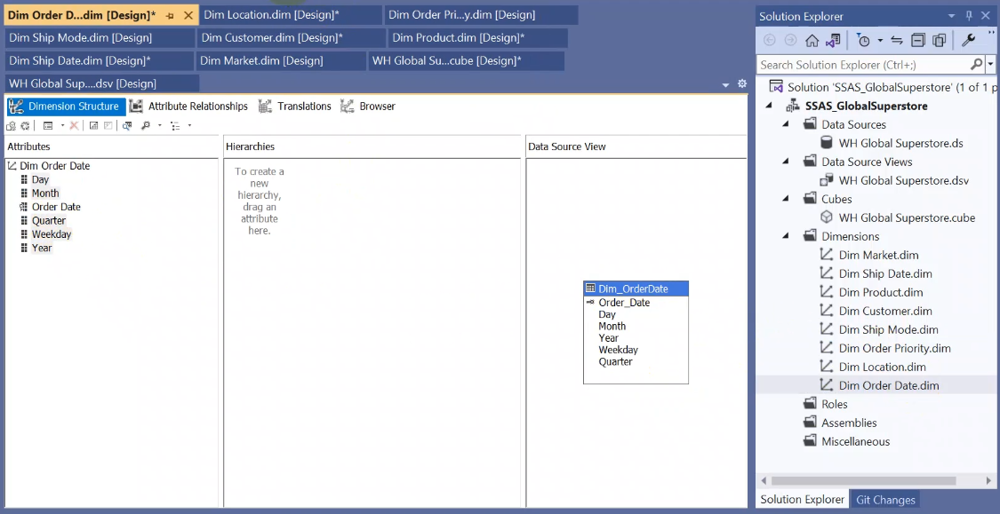 Dim Order D...dim [Design]*
Dim Location.dim [Design]*
Dim Order Pri...y.dim [Design]
Dim Ship Mode.dim [Design]
Dim Customer.dim [Design]*
Dim Product.dim [Design]*
Dim Ship Date.dim [Design]*
Dim Market.dim [Design]
WH Global Su...cube [Design]*
WH Global Sup....dsv [Design]
Dimension Structure
Attribute Relationships
Translations
Browser
Attributes
Dim Order Date
Day
Month
Order Date
Quarter
Weekday
Year
Hierarchies
To create a
new
hierarchy,
drag an
attribute
here.
Data Source View
Dim_OrderDate
Order_Date
Day
Month
Year
Weekday
Quarter
Solution Explorer
Search Solution Explorer (Ctrl+;)
Solution 'SSAS_GlobalSuperstore' (1 of 1 p
SSAS_GlobalSuperstore
Data Sources
WH Global Superstore.ds
Data Source Views
WH Global Superstore.dsv
Cubes
WH Global Superstore.cube
Dimensions
Dim Market.dim
Dim Ship Date.dim
Dim Product.dim
Dim Customer.dim
Dim Ship Mode.dim
Dim Order Priority.dim
Dim Location.dim
Dim Order Date.dim
Roles
Assemblies
Miscellaneous
Solution Explorer
Git Changes